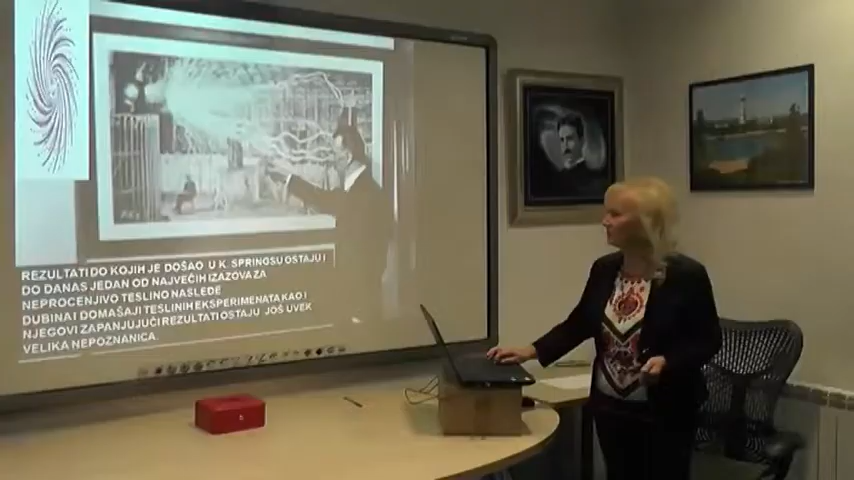 REZULTATI DO KOJIH JE DOŠAO U K. SPRINGSU OSTAJU I
DO DANAS JEDAN OD NAJVEĆIH IZAZOVA ZA
NEPROCENJIVO TESLINO NASLEĐE
DUBINA I DOMAŠAJI TESLINIH EKSPERIMENATA KAO I
NJEGOVI ZAPANJUJUĆI REZULTATI OSTAJU JOŠ UVEK
VELIKA NEPOZNANICA.